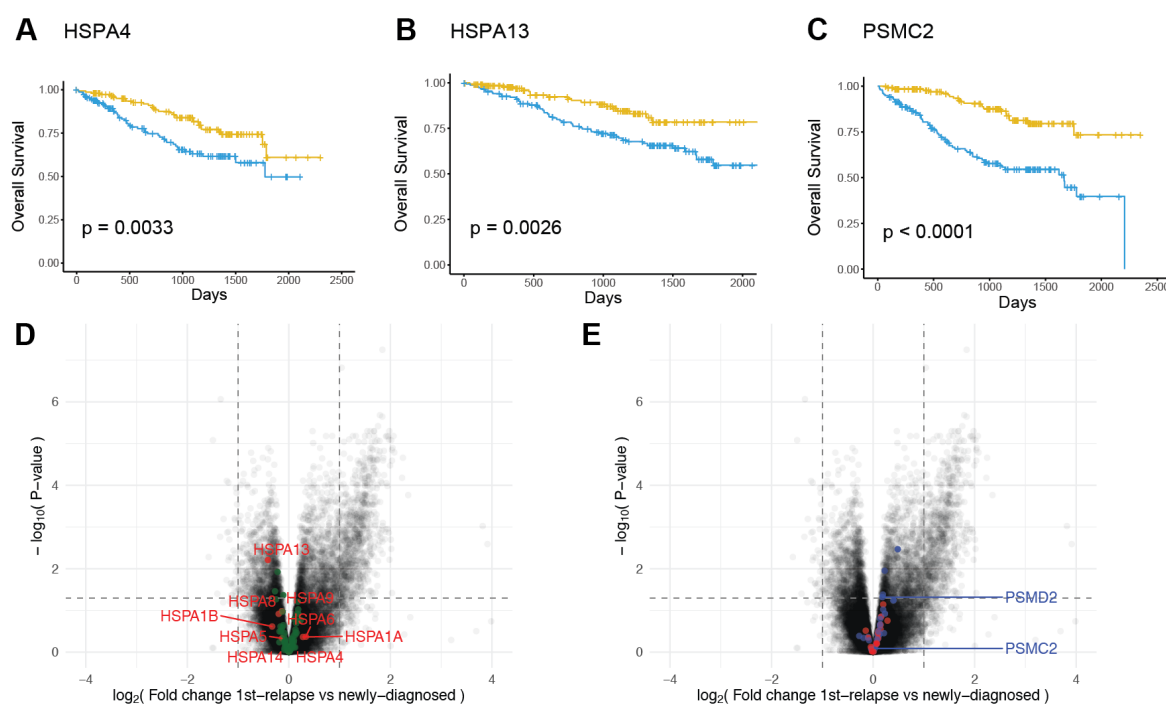 A HSPA4
B HSPA13
C PSMC2
Overall Survival
1.00
0.75
0.50
0.25
0.00
p = 0.0033
0 500 1000 1500 2000 2500
Days
Overall Survival
1.00
0.75
0.50
0.25
0.00
p = 0.0026
0 500 1000 1500 2000
Days
Overall Survival
1.00
0.75
0.50
0.25
0.00
p < 0.0001
0 500 1000 1500 2000 2500
Days
D
− log10( P−value )
6
4
2
0
HSPA13
HSPA8 HSPA9
HSPA1B HSPA6
HSPA5 HSPA1A
HSPA14 HSPA4
−4 −2 0 2 4
log2( Fold change 1st−relapse vs newly−diagnosed )
E
− log10( P−value )
6
4
2
0
PSMD2
PSMC2
−4 −2 0 2 4
log2( Fold change 1st−relapse vs newly−diagnosed )